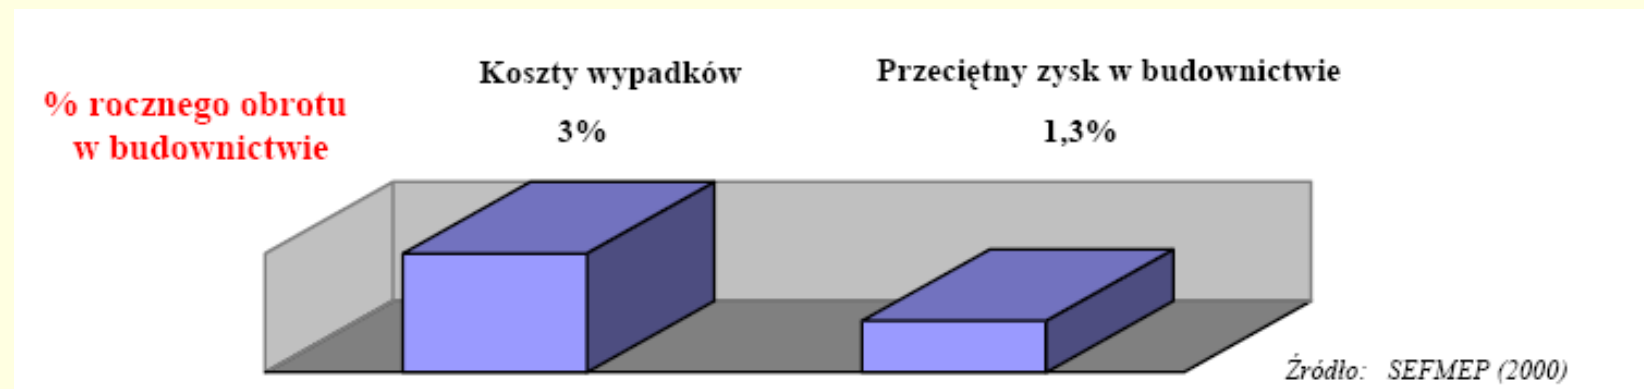 % rocznego obrotu
w budownictwie
Koszty wypadków
3%
Przeciętny zysk w budownictwie
1,3%
Źródło: SEFMEP (2000)